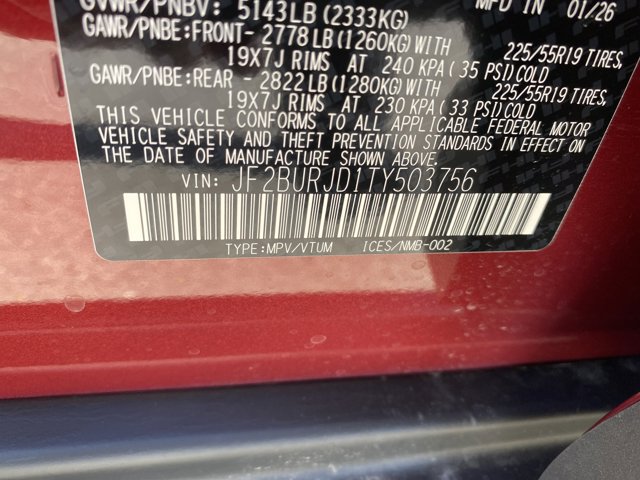 GVWR/PNBV: 5143LB(2333KG) MFD IN 01/26
GAWR/PNBE:FRONT- 2778LB(1260KG)WITH 225/55R19 TIRES,
19X7J RIMS AT 240 KPA(35 PSI)COLD
GAWR/PNBE:REAR - 2822LB(1280KG)WITH 225/55R19 TIRES,
19X7J RIMS AT 230 KPA(33 PSI)COLD
THIS VEHICLE CONFORMS TO ALL APPLICABLE FEDERAL MOTOR
VEHICLE SAFETY AND THEFT PREVENTION STANDARDS IN EFFECT ON
THE DATE OF MANUFACTURE SHOWN ABOVE.
VIN: JF2BURJD1TY503756
TYPE:MPV/VTUM ICES/NMB-002